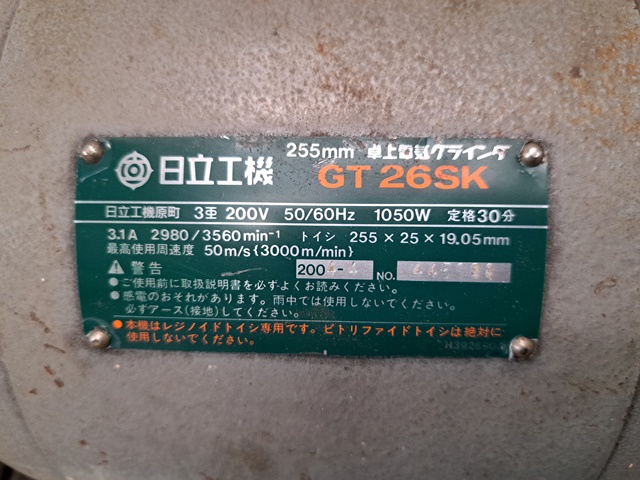 255mm 卓上電気グラインダ
日立工機 GT 26SK
日立工機原町 3相 200V 50/60Hz 1050W 定格30分
3.1A 2980/3560min⁻¹ トイシ 255×25×19.05mm
最高使用周速度 50m/s{3000m/min}
警告 200 NO.
●ご使用前に取扱説明書を必ずよくお読みください。
●感電のおそれがあります。雨中では使用しないでください。
必ずアース(接地)してください。
●本機はレジノイドトイシ専用です。ビトリファイドトイシは絶対に
使用しないでください。